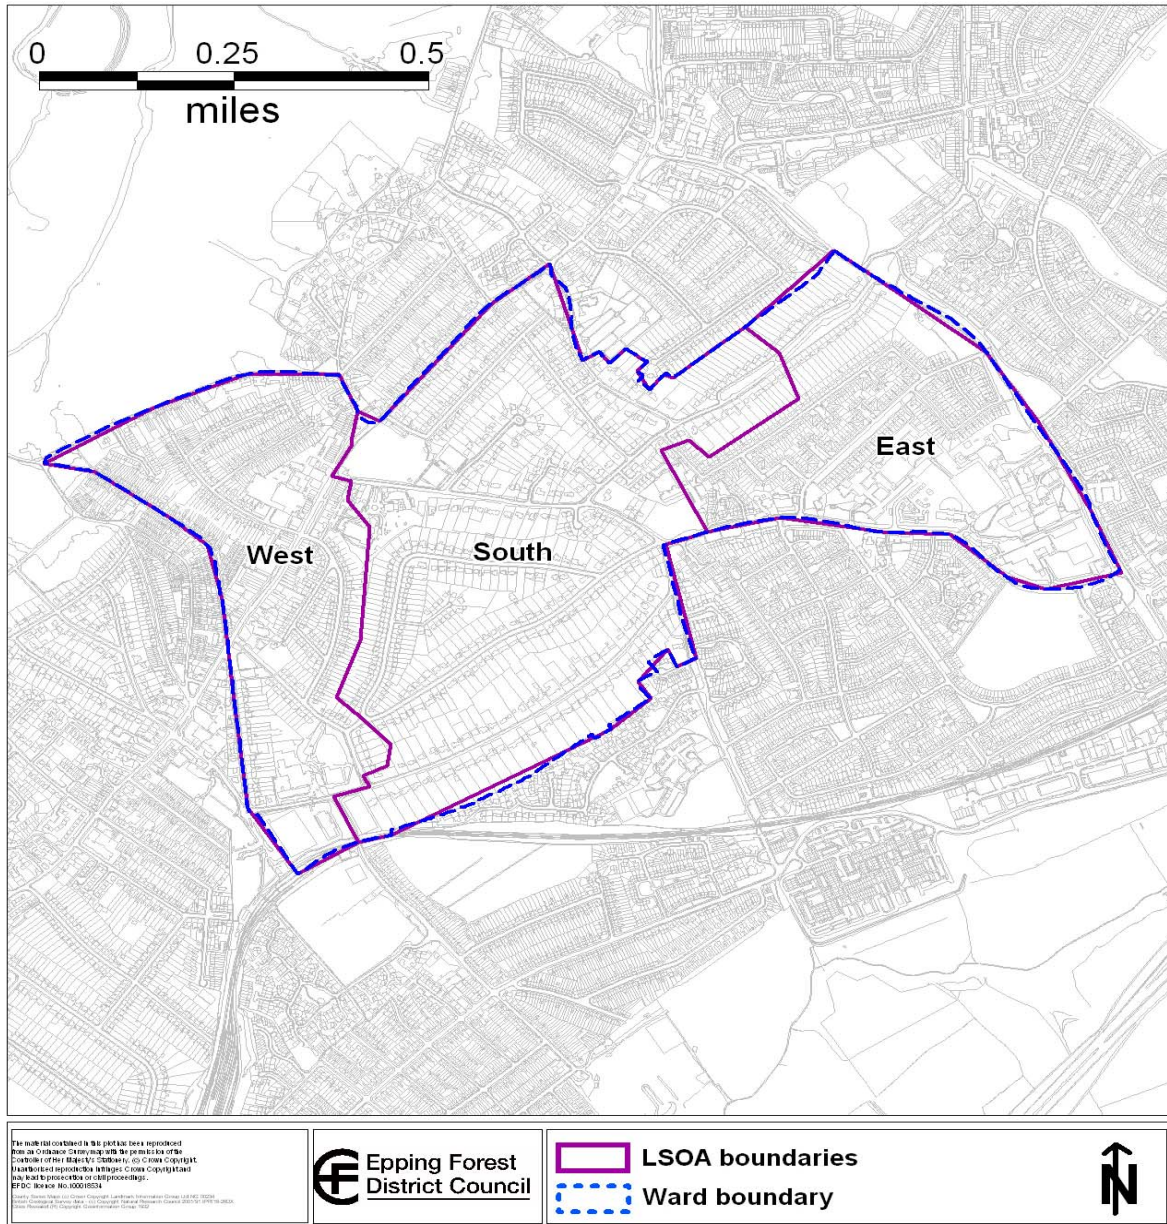 0 0.25 0.5
miles
East
South
West
The material contained in this plot has been reproduced
from an Ordnance Survey map with the permission of the
Controller of Her Majesty's Stationery. (c) Crown Copyright.
Unauthorised reproduction infringes Crown Copyright and
may lead to prosecution or civil proceedings.
EFDC licence No.100018534
Epping Forest
District Council
LSOA boundaries
Ward boundary
N